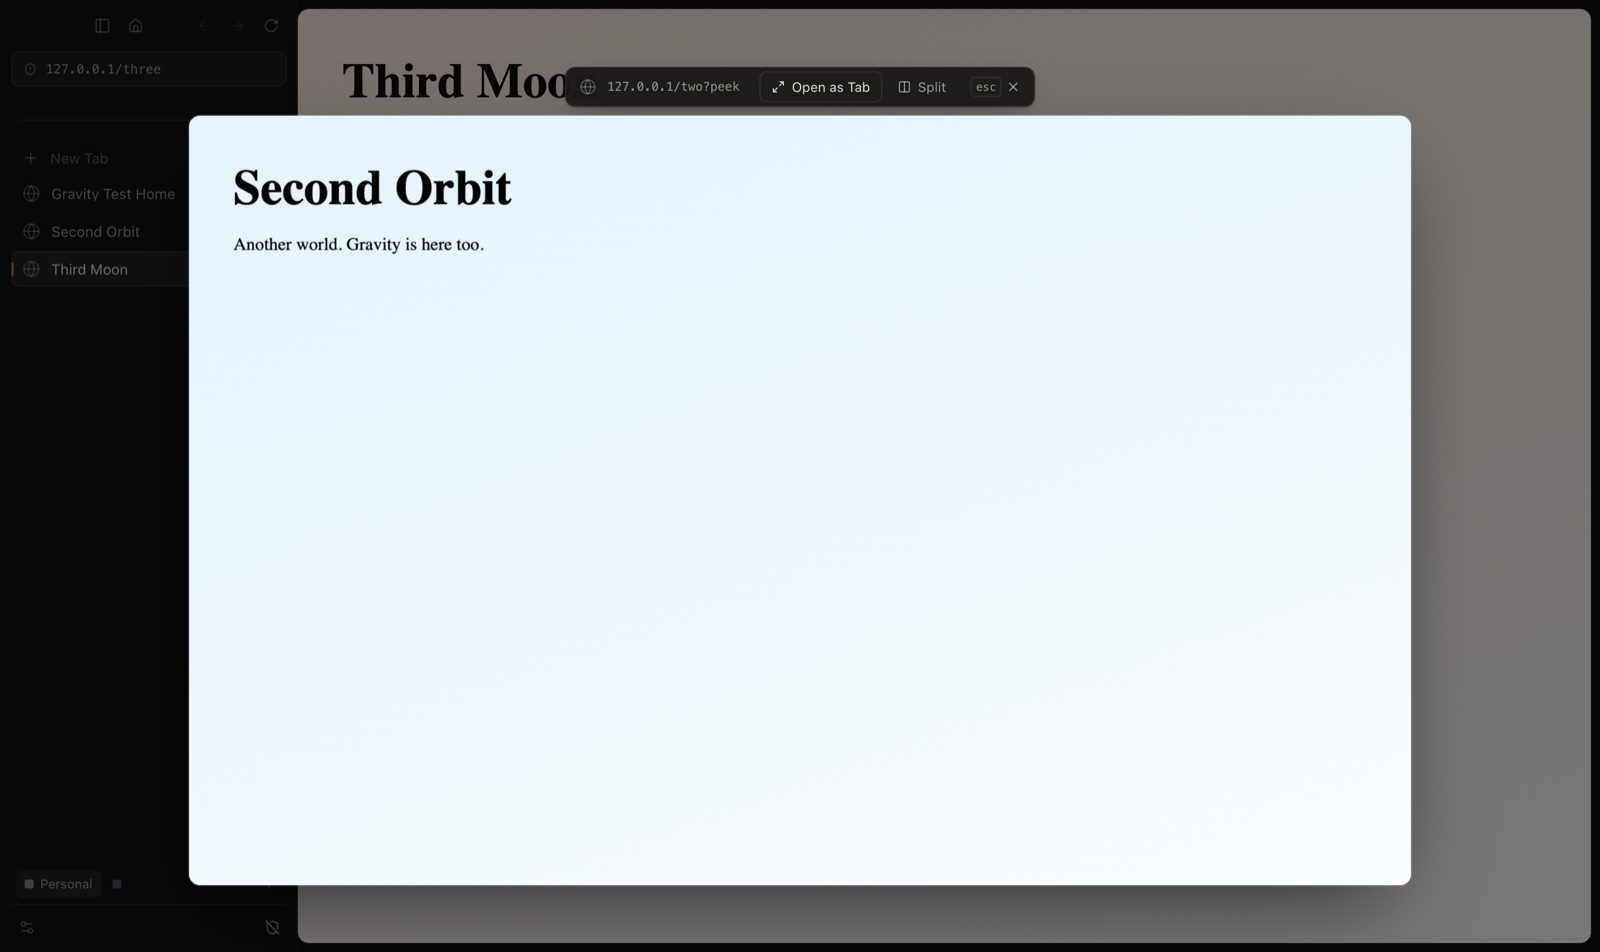 127.0.0.1/three
Third Moo
127.0.0.1/two?peek
Open as Tab
Split
esc
New Tab
Gravity Test Home
Second Orbit
Third Moon
Second Orbit
Another world. Gravity is here too.
Personal